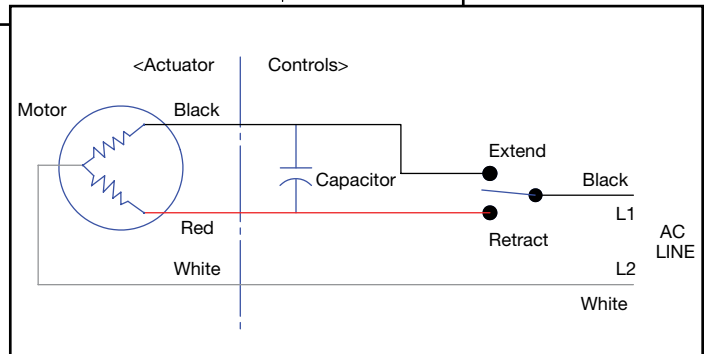 <Actuator
Controls>
Motor
Black
Extend
Capacitor
Black
L1
Red
Retract
AC
LINE
White
L2
White